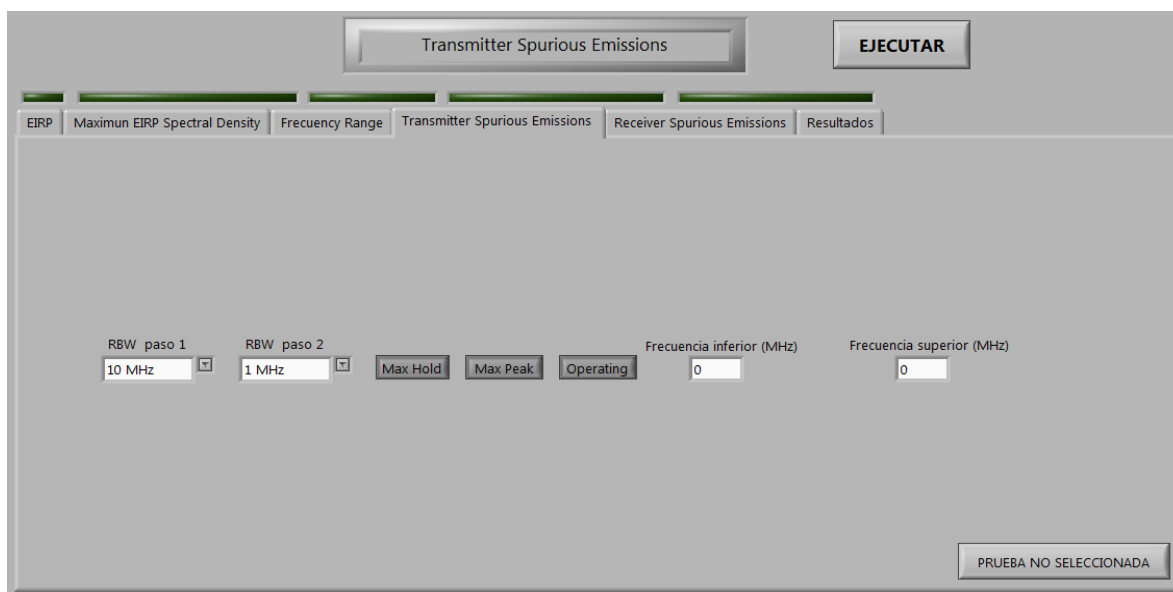 Transmitter Spurious Emissions
EJECUTAR
EIRP
Maximun EIRP Spectral Density
Frecuency Range
Transmitter Spurious Emissions
Receiver Spurious Emissions
Resultados
RBW paso 1
10 MHz
RBW paso 2
1 MHz
Max Hold
Max Peak
Operating
Frecuencia inferior (MHz)
0
Frecuencia superior (MHz)
0
PRUEBA NO SELECCIONADA